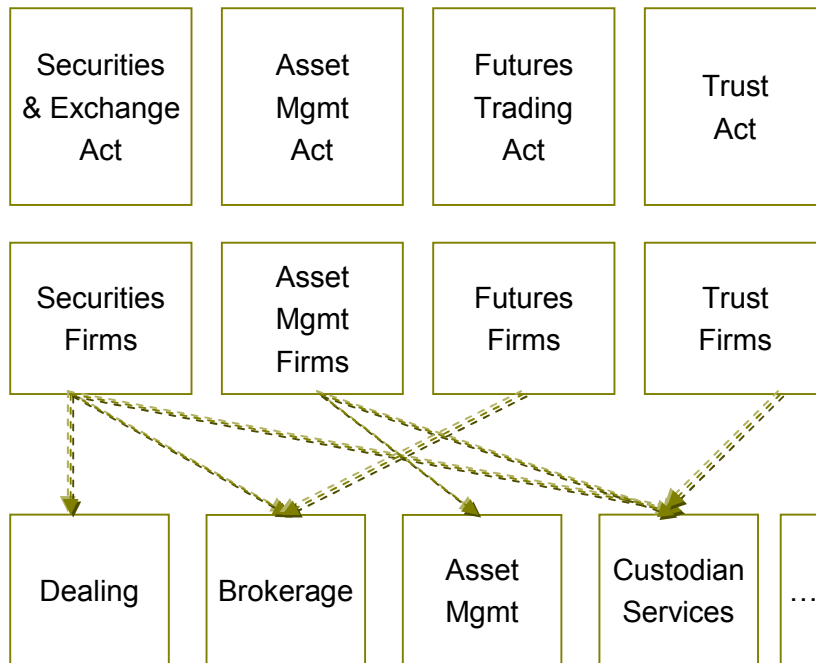 Securities
& Exchange
Act
Asset
Mgmt
Act
Futures
Trading
Act
Trust
Act
Securities
Firms
Asset
Mgmt
Firms
Futures
Firms
Trust
Firms
Dealing
Brokerage
Asset
Mgmt
Custodian
Services
…